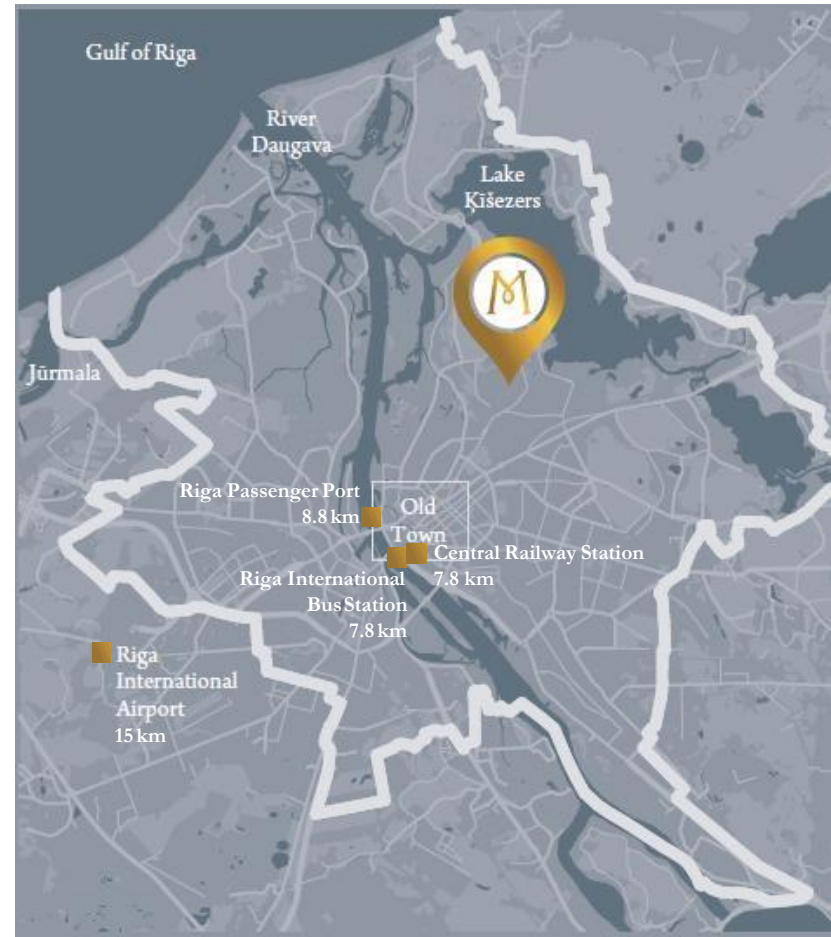 Gulf of Riga
River
Daugava
Lake
Ķīšezers
M
Jūrmala
Riga Passenger Port
8.8 km
Old
Town
Central Railway Station
7.8 km
Riga International
Bus Station
7.8 km
Riga
International
Airport
15 km